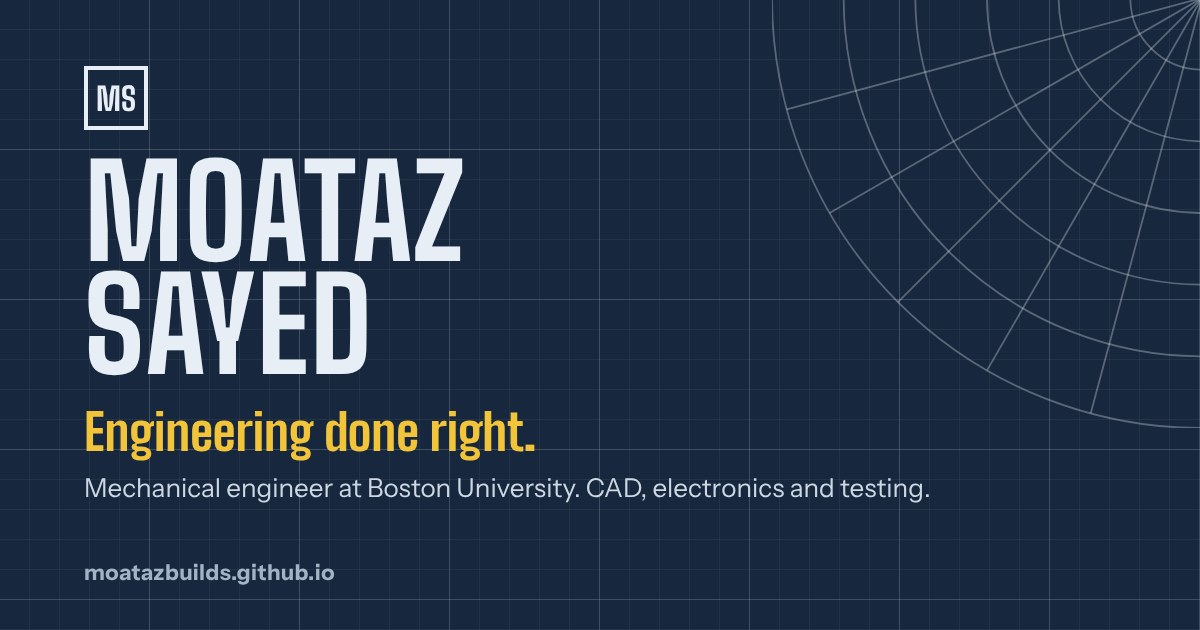 MS
MOATAZ
SAYED
Engineering done right.
Mechanical engineer at Boston University. CAD, electronics and testing.
moatazbuilds.github.io